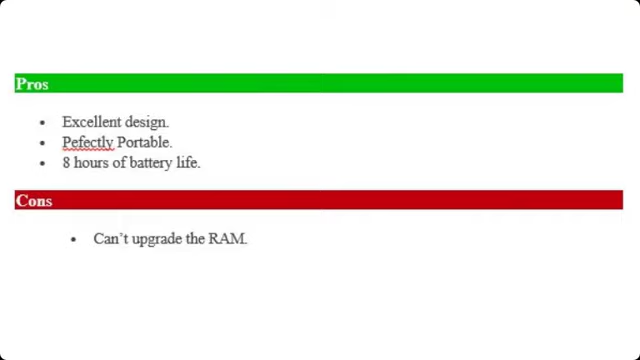 Pros
• Excellent design.
• Pefectly Portable.
• 8 hours of battery life.
Cons
• Can’t upgrade the RAM.